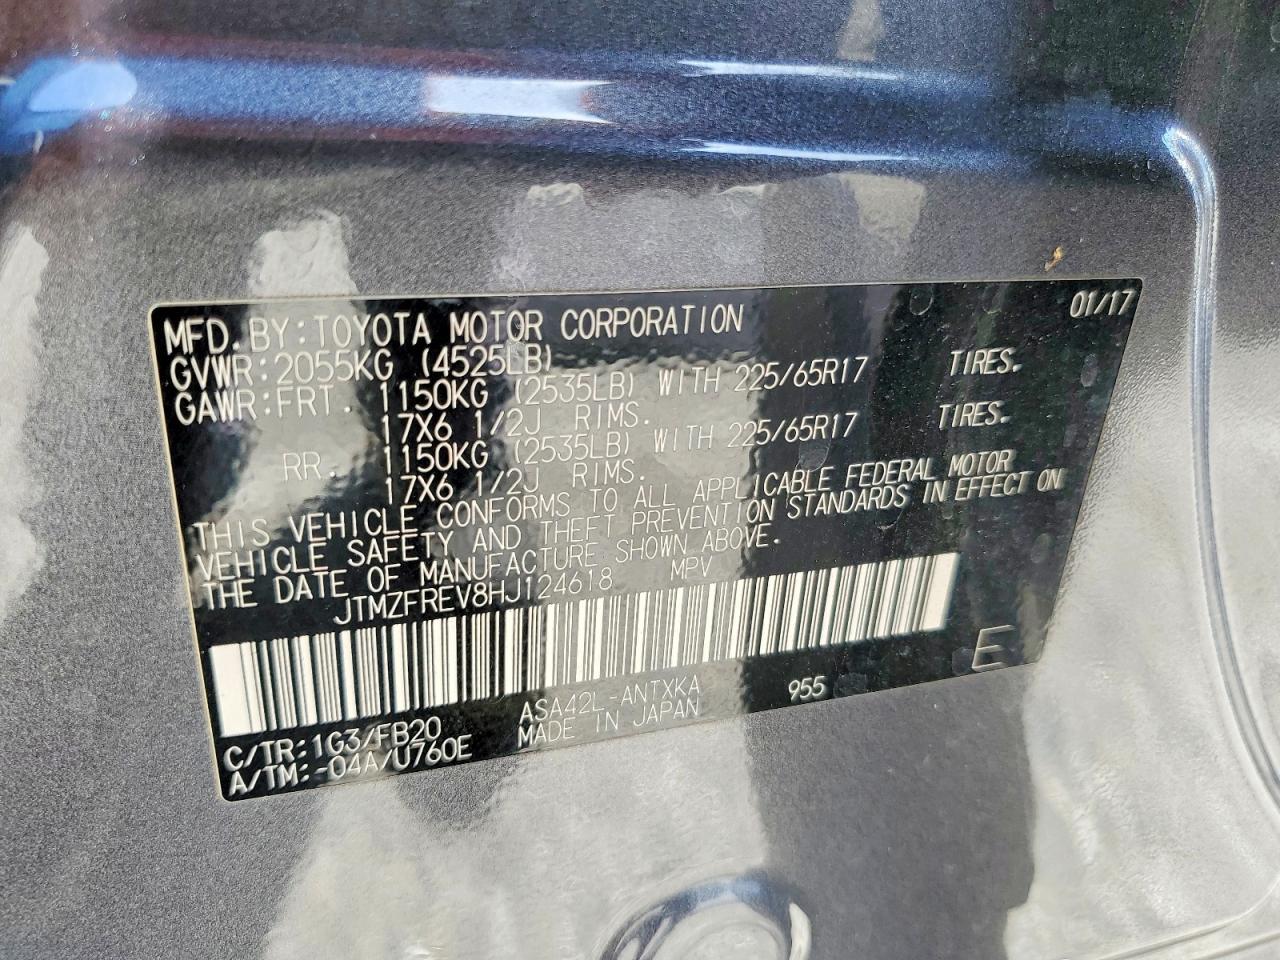 01/17
MFD. BY: TOYOTA MOTOR CORPORATION
GVWR: 2055KG (4525LB)
GAWR: FRT. 1150KG (2535LB) WITH 225/65R17 TIRES.
17X6 1/2J RIMS.
RR. 1150KG (2535LB) WITH 225/65R17 TIRES.
17X6 1/2J RIMS.
THIS VEHICLE CONFORMS TO ALL APPLICABLE FEDERAL MOTOR
VEHICLE SAFETY AND THEFT PREVENTION STANDARDS IN EFFECT ON
THE DATE OF MANUFACTURE SHOWN ABOVE.
JTMZFREV8HJ124618 MPV
C/TR: 1G3/FB20 ASA42L-ANTXKA 955 E
A/TM: -04A/U760E MADE IN JAPAN